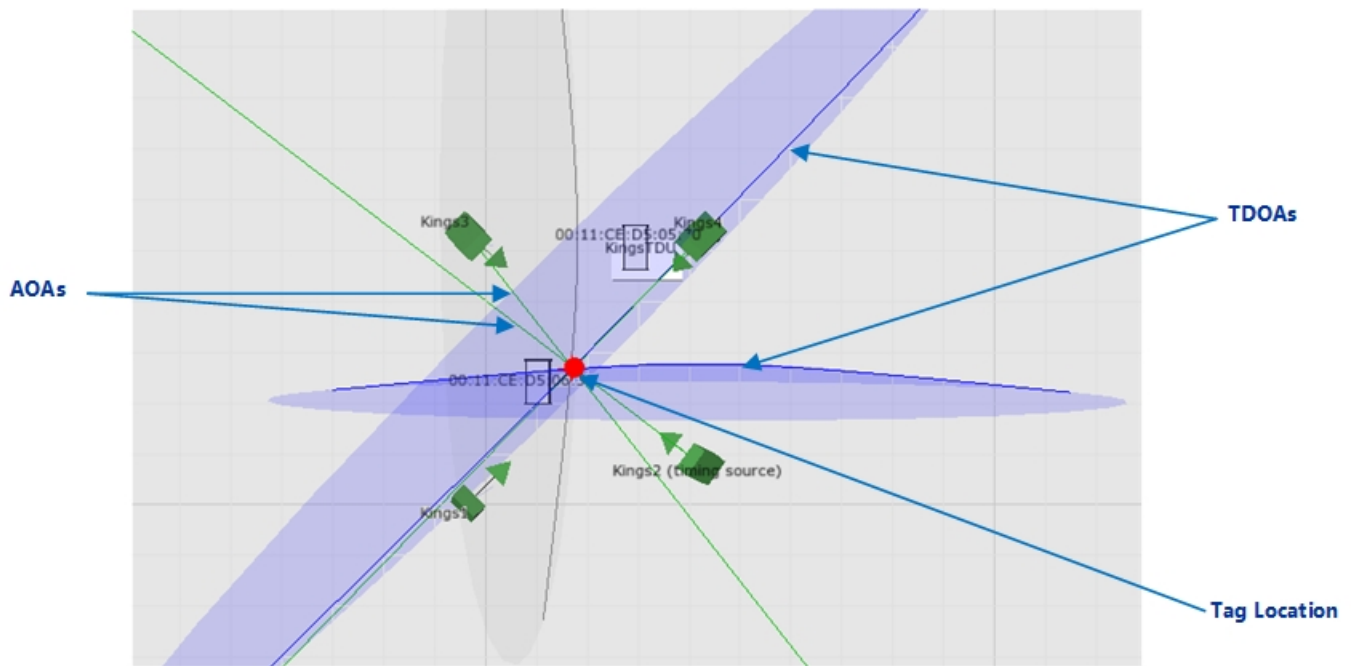 Kings3
Kings4
00:11:CE:D5:05:
KingsTDU
TDOAs
AOAs
00:11:CE:D5:06:
Kings2 (timing source)
Kings1
Tag Location